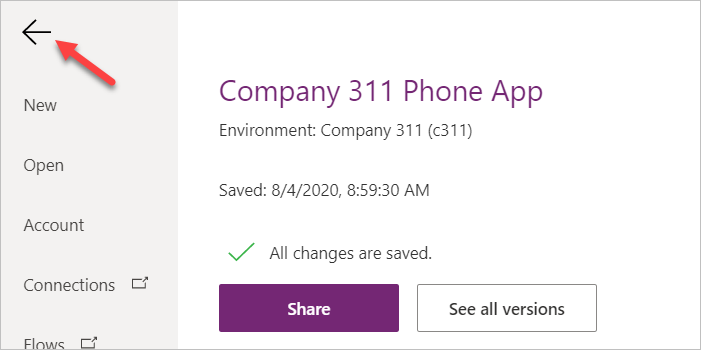 New
Open
Account
Connections
Flows
Company 311 Phone App
Environment: Company 311 (c311)
Saved: 8/4/2020, 8:59:30 AM
All changes are saved.
Share
See all versions